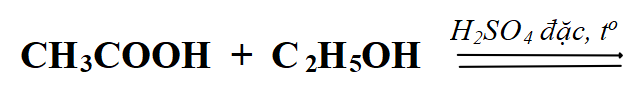 H₂SO₄ đặc, tº
CH₃COOH + C₂H₅OH